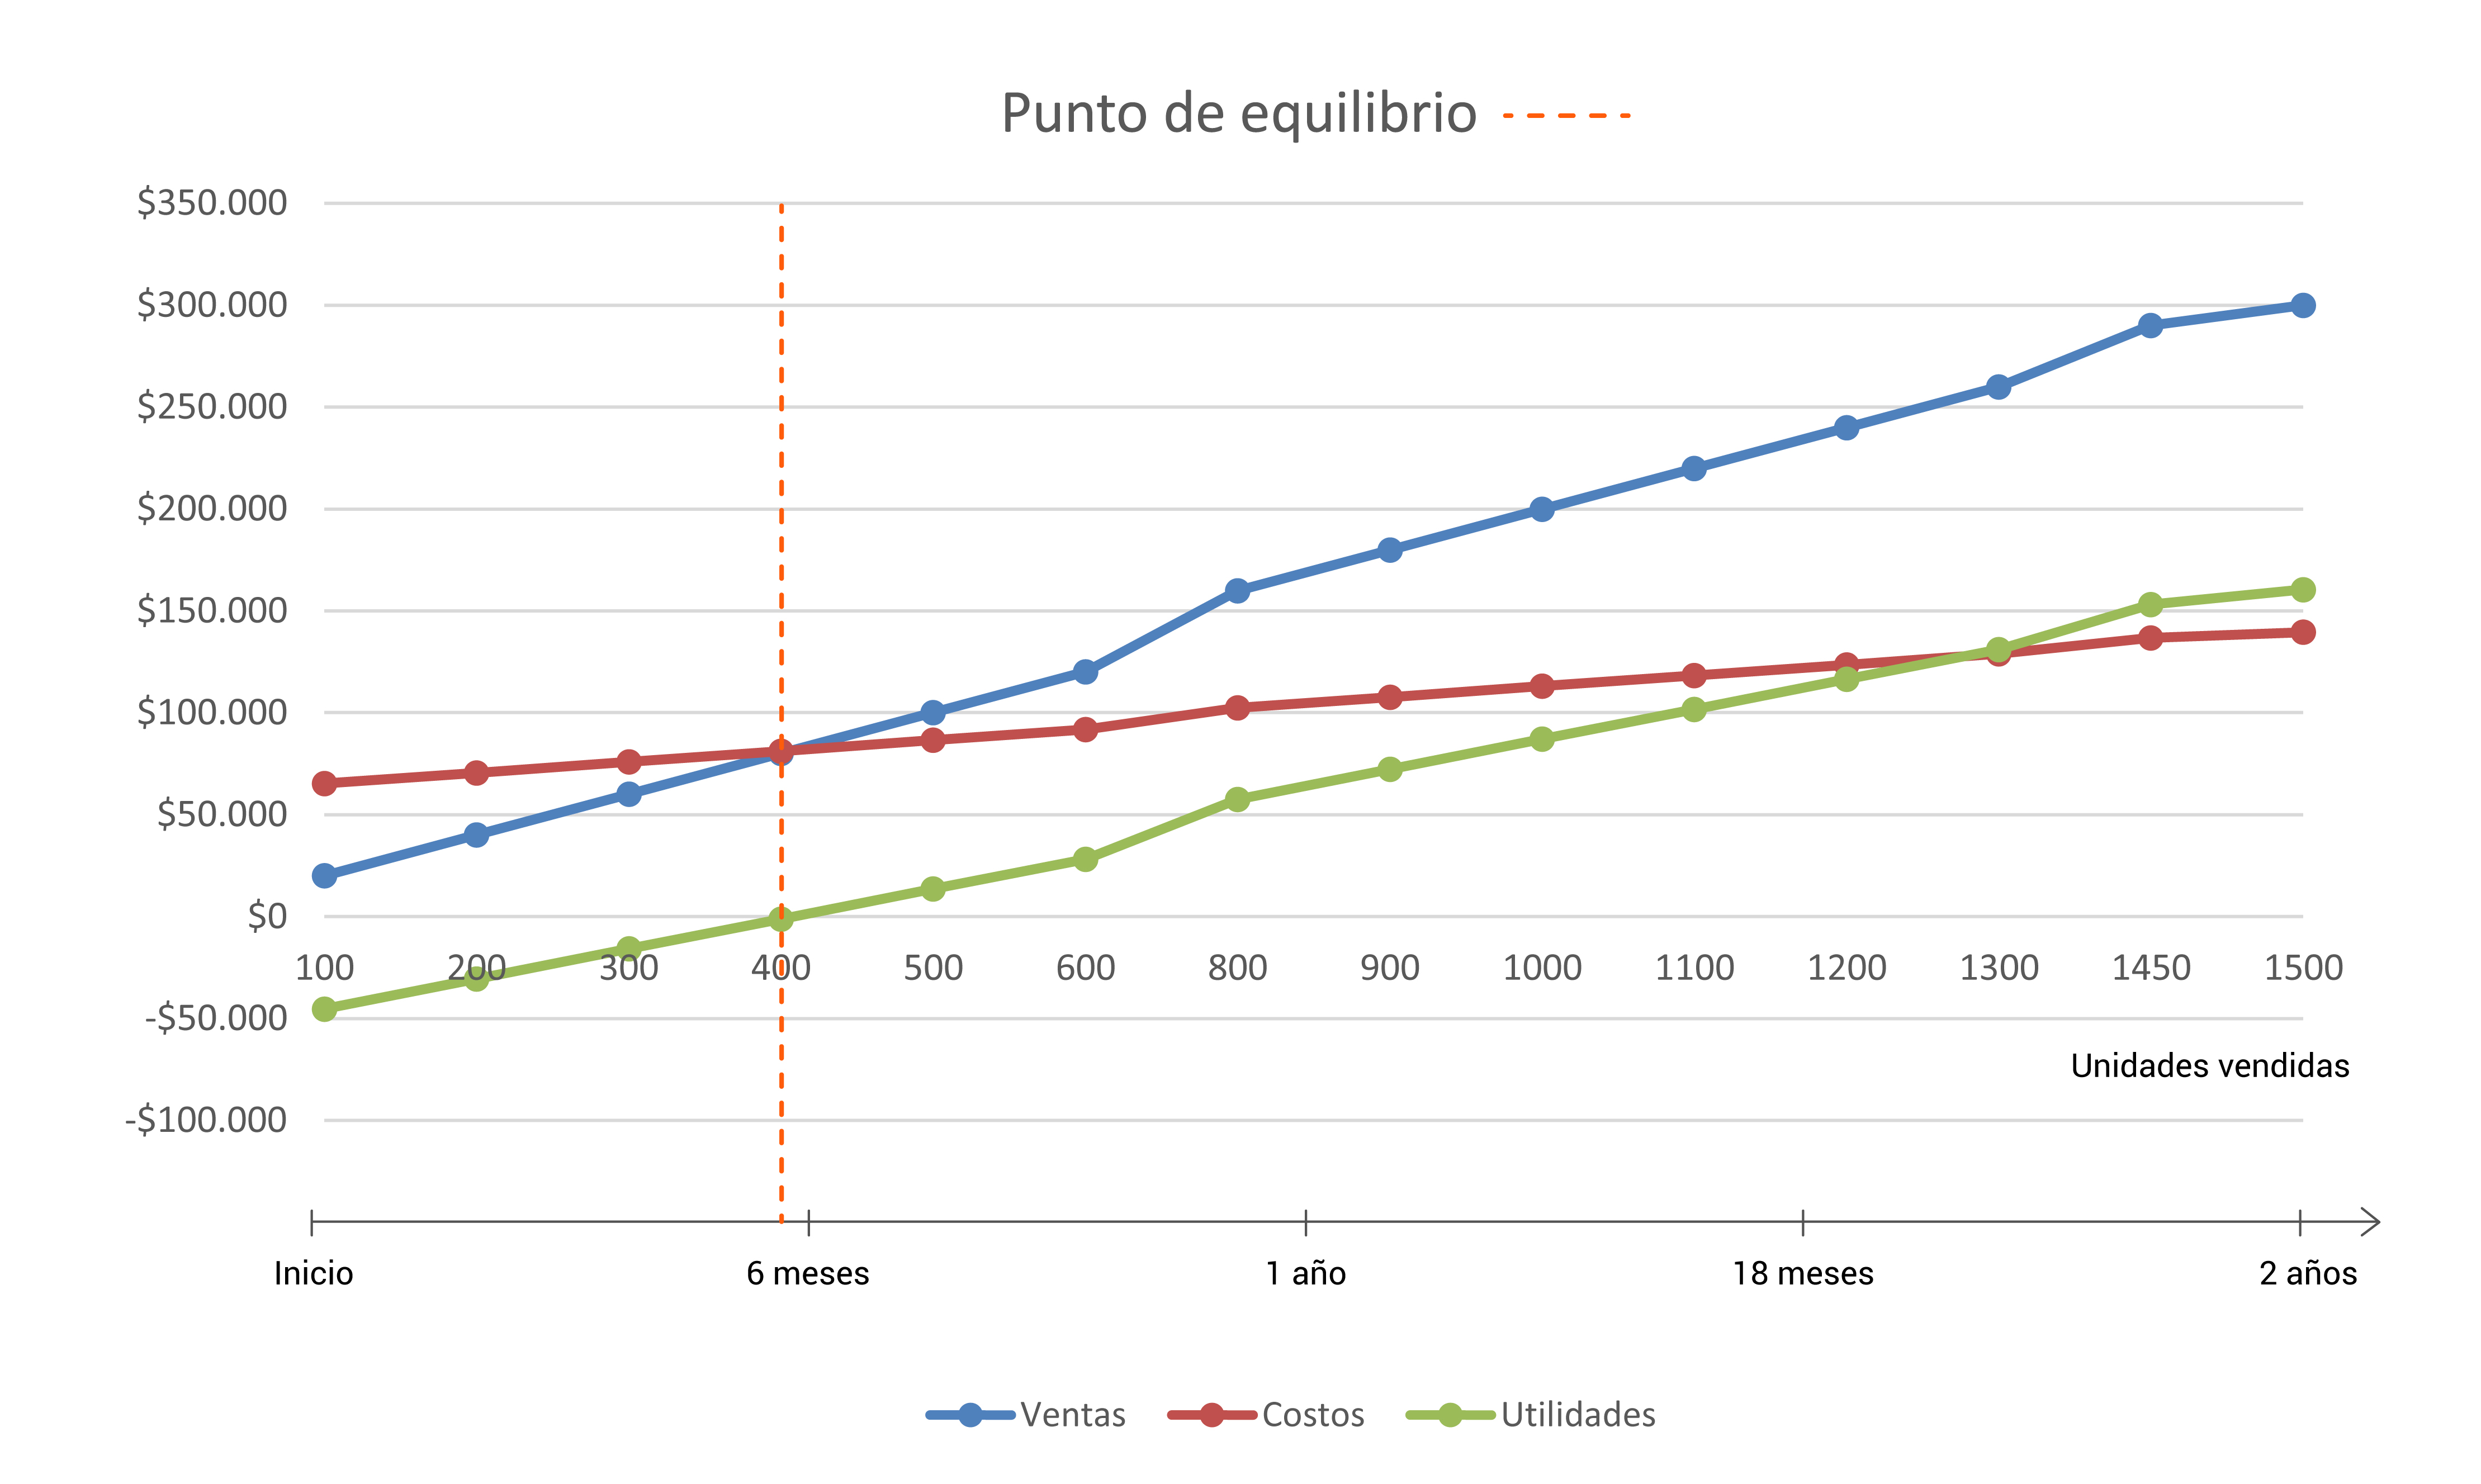 Punto de equilibrio
$350.000
$300.000
$250.000
$200.000
$150.000
$100.000
$50.000
$0
100 200 300 400 500 600 800 900 1000 1100 1200 1300 1450 1500
-$50.000
Unidades vendidas
-$100.000
Inicio 6 meses 1 año 18 meses 2 años
Ventas Costos Utilidades